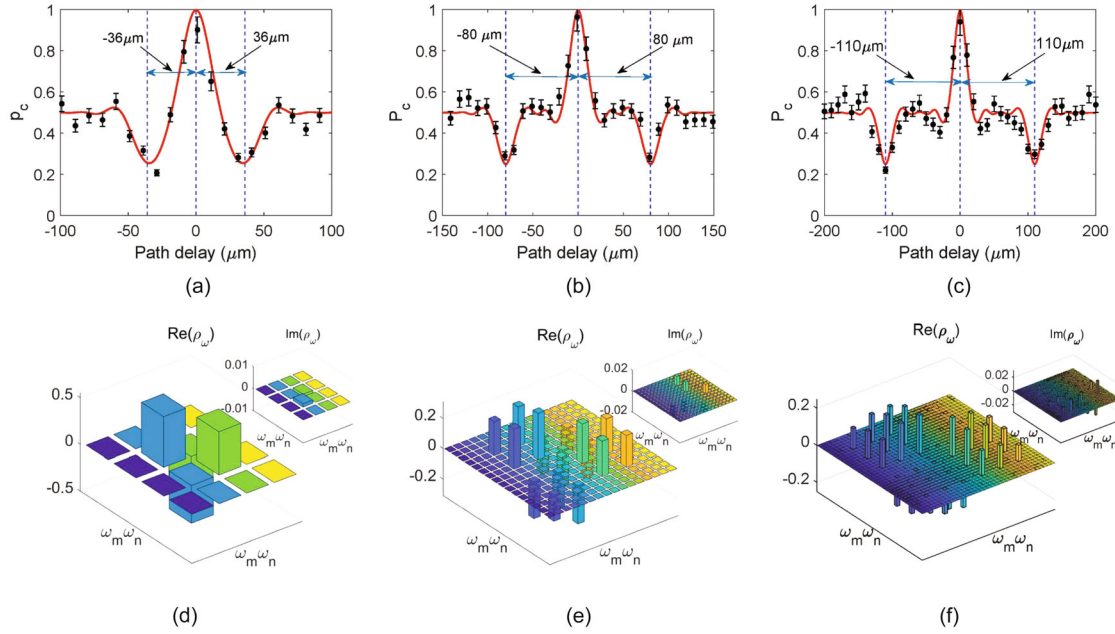 1
0.8
0.6
0.4
0.2
0
p_c
-36μm
36μm
-100
-50
0
50
100
Path delay (μm)
(a)
1
0.8
0.6
0.4
0.2
0
P_c
-80 μm
80 μm
-150
-100
-50
0
50
100
150
Path delay (μm)
(b)
1
0.8
0.6
0.4
0.2
0
P_c
-110μm
110μm
-200
-100
0
100
200
Path delay (μm)
(c)
Re(ρ_ω)
0.5
0
-0.5
ω_mω_n
ω_mω_n
Im(ρ_ω)
0.01
0
-0.01
ω_mω_n
ω_mω_n
(d)
Re(ρ_ω)
0.2
0
-0.2
ω_mω_n
ω_mω_n
Im(ρ_ω)
0.02
0
-0.02
ω_mω_n
ω_mω_n
(e)
Re(ρ_ω)
0.2
0
-0.2
ω_mω_n
ω_mω_n
Im(ρ_ω)
0.02
0
-0.02
ω_mω_n
ω_mω_n
(f)